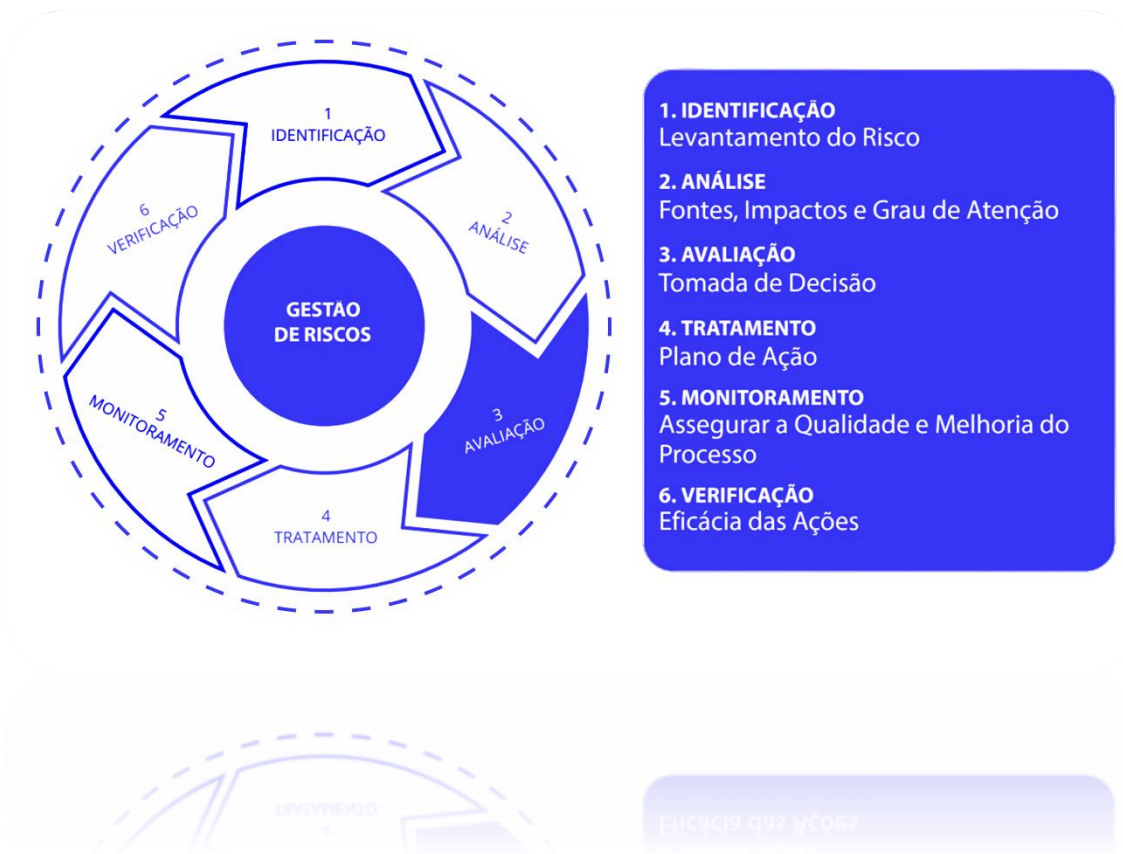 1
IDENTIFICAÇÃO
2
ANÁLISE
3
AVALIAÇÃO
4
TRATAMENTO
5
MONITORAMENTO
6
VERIFICAÇÃO
GESTÃO
DE RISCOS
1. IDENTIFICAÇÃO
Levantamento do Risco
2. ANÁLISE
Fontes, Impactos e Grau de Atenção
3. AVALIAÇÃO
Tomada de Decisão
4. TRATAMENTO
Plano de Ação
5. MONITORAMENTO
Assegurar a Qualidade e Melhoria do
Processo
6. VERIFICAÇÃO
Eficácia das Ações